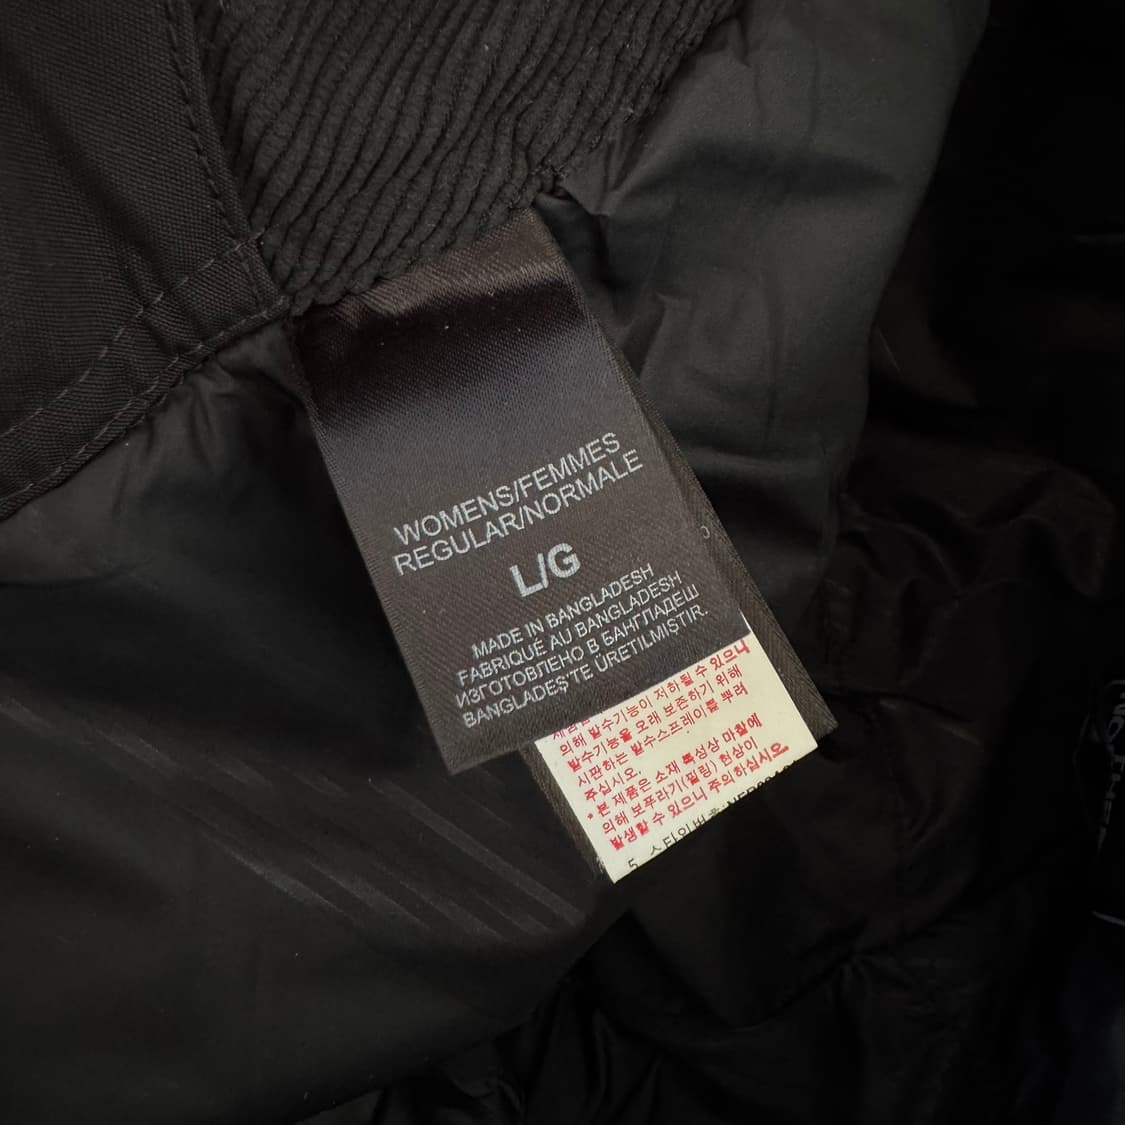 WOMENS/FEMMES
REGULAR/NORMALE
L/G
MADE IN BANGLADESH
FABRIQUÉ AU BANGLADESH
ИЗГОТОВЛЕНО В БАНГЛАДЕШ
BANGLADEŞ'TE ÜRETILMIŞTIR.
의해 발수기능이 저하될 수 있으니
발수기능을 오래 보존하기 위해
시판하는 발수스프레이를 뿌려
주십시오.
* 본 제품은 소재 특성상 마찰에
의해 보푸라기(필링) 현상이
발생할 수 있으니 주의하십시오.
5.